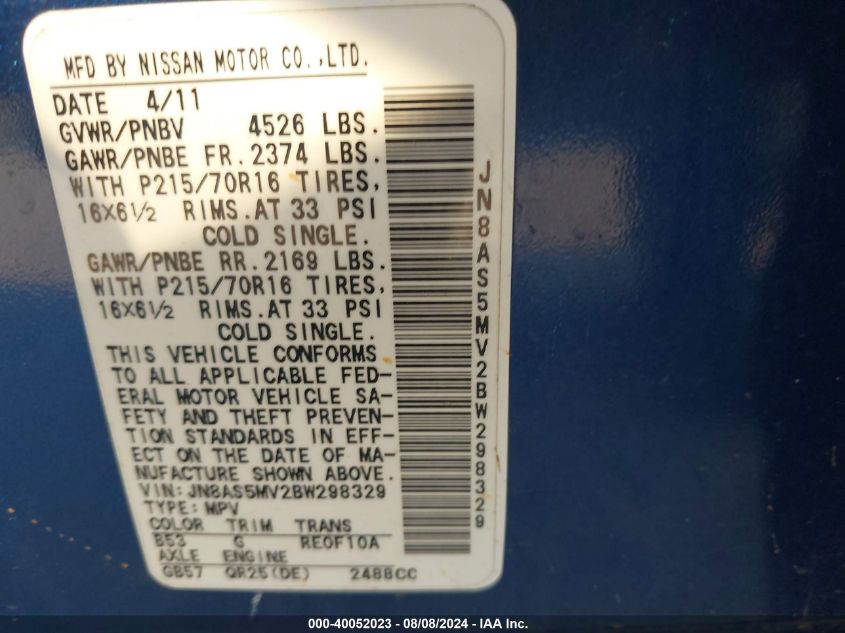 MFD BY NISSAN MOTOR CO.,LTD.
DATE 4/11
GVWR/PNBV 4526 LBS.
GAWR/PNBE FR. 2374 LBS.
WITH P215/70R16 TIRES,
16X6½ RIMS. AT 33 PSI
COLD SINGLE.
GAWR/PNBE RR. 2169 LBS.
WITH P215/70R16 TIRES,
16X6½ RIMS. AT 33 PSI
COLD SINGLE.
THIS VEHICLE CONFORMS
TO ALL APPLICABLE FED-
ERAL MOTOR VEHICLE SA-
FETY AND THEFT PREVEN-
TION STANDARDS IN EFF-
ECT ON THE DATE OF MA-
NUFACTURE SHOWN ABOVE.
VIN: JN8AS5MV2BW298329
TYPE: MPV
COLOR TRIM TRANS
B53 G RE0F10A
AXLE ENGINE
GB57 QR25(DE) 2488CC
JN8AS5MV2BW298329
000-40052023 - 08/08/2024 - IAA Inc.